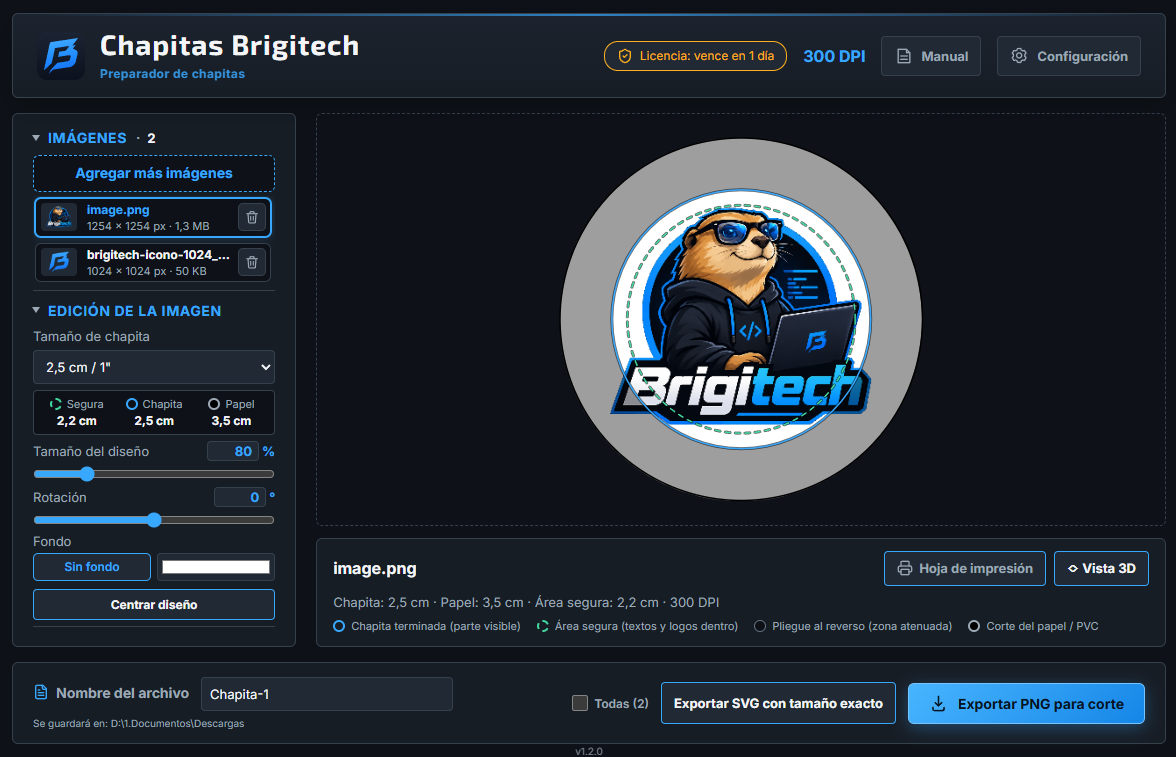 Chapitas Brigitech
Preparador de chapitas
Licencia: vence en 1 día
300 DPI
Manual
Configuración
IMÁGENES · 2
Agregar más imágenes
image.png
1254 × 1254 px · 1,3 MB
brigitech-icono-1024_...
1024 × 1024 px · 50 KB
EDICIÓN DE LA IMAGEN
Tamaño de chapita
2,5 cm / 1"
Segura Chapita Papel
2,2 cm 2,5 cm 3,5 cm
Tamaño del diseño 80 %
Rotación 0 °
Fondo
Sin fondo
Centrar diseño
</>
Brigitech
image.png
Hoja de impresión
Vista 3D
Chapita: 2,5 cm · Papel: 3,5 cm · Área segura: 2,2 cm · 300 DPI
Chapita terminada (parte visible) Área segura (textos y logos dentro) Pliegue al reverso (zona atenuada) Corte del papel / PVC
Nombre del archivo Chapita-1
Se guardará en: D:\1.Documentos\Descargas
Todas (2)
Exportar SVG con tamaño exacto
Exportar PNG para corte
v1.2.0